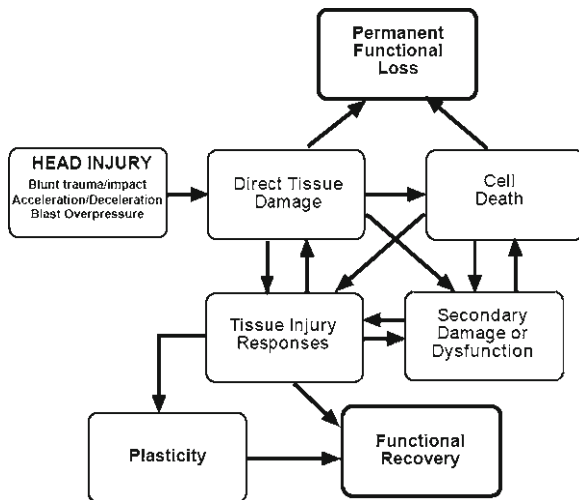 Permanent
Functional
Loss
HEAD INJURY
Blunt trauma/impact
Acceleration/Deceleration
Blast Overpressure
Direct Tissue
Damage
Cell
Death
Tissue Injury
Responses
Secondary
Damage or
Dysfunction
Plasticity
Functional
Recovery